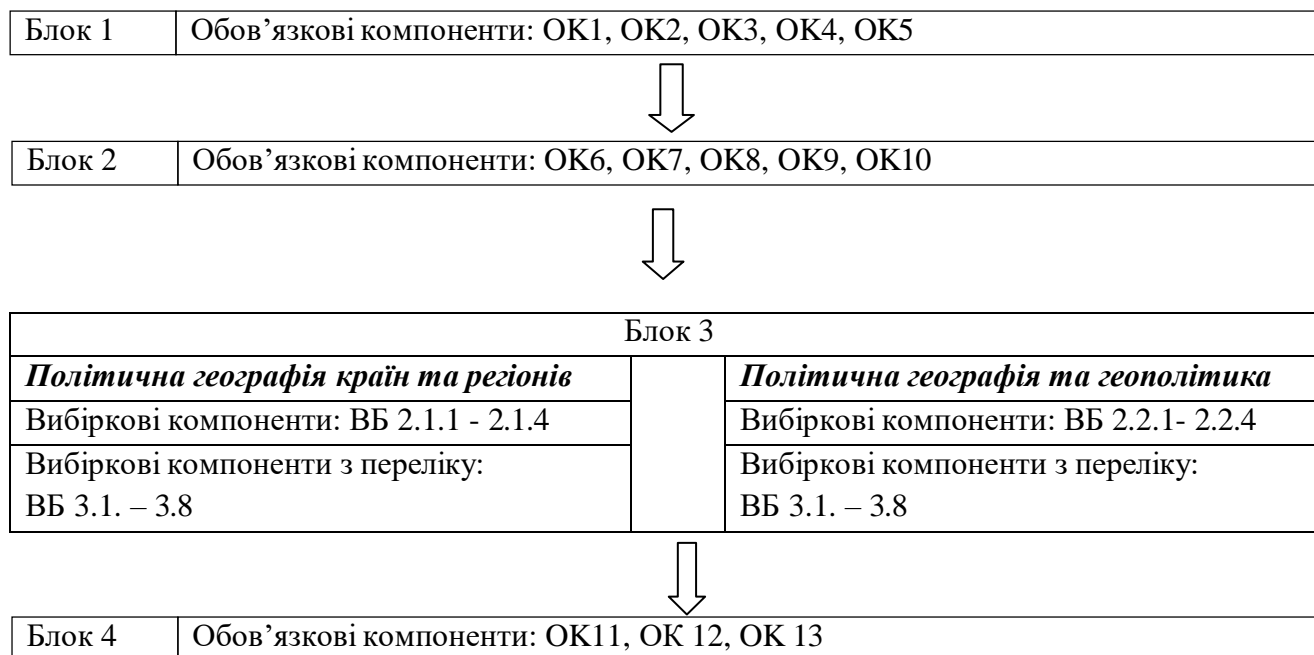 Блок 1 Обов’язкові компоненти: ОК1, ОК2, ОК3, ОК4, ОК5
Блок 2 Обов’язкові компоненти: ОК6, ОК7, ОК8, ОК9, ОК10
Блок 3
Політична географія країн та регіонів
Вибіркові компоненти: ВБ 2.1.1 - 2.1.4
Вибіркові компоненти з переліку:
ВБ 3.1. – 3.8
Політична географія та геополітика
Вибіркові компоненти: ВБ 2.2.1- 2.2.4
Вибіркові компоненти з переліку:
ВБ 3.1. – 3.8
Блок 4 Обов’язкові компоненти: ОК11, ОК 12, ОК 13